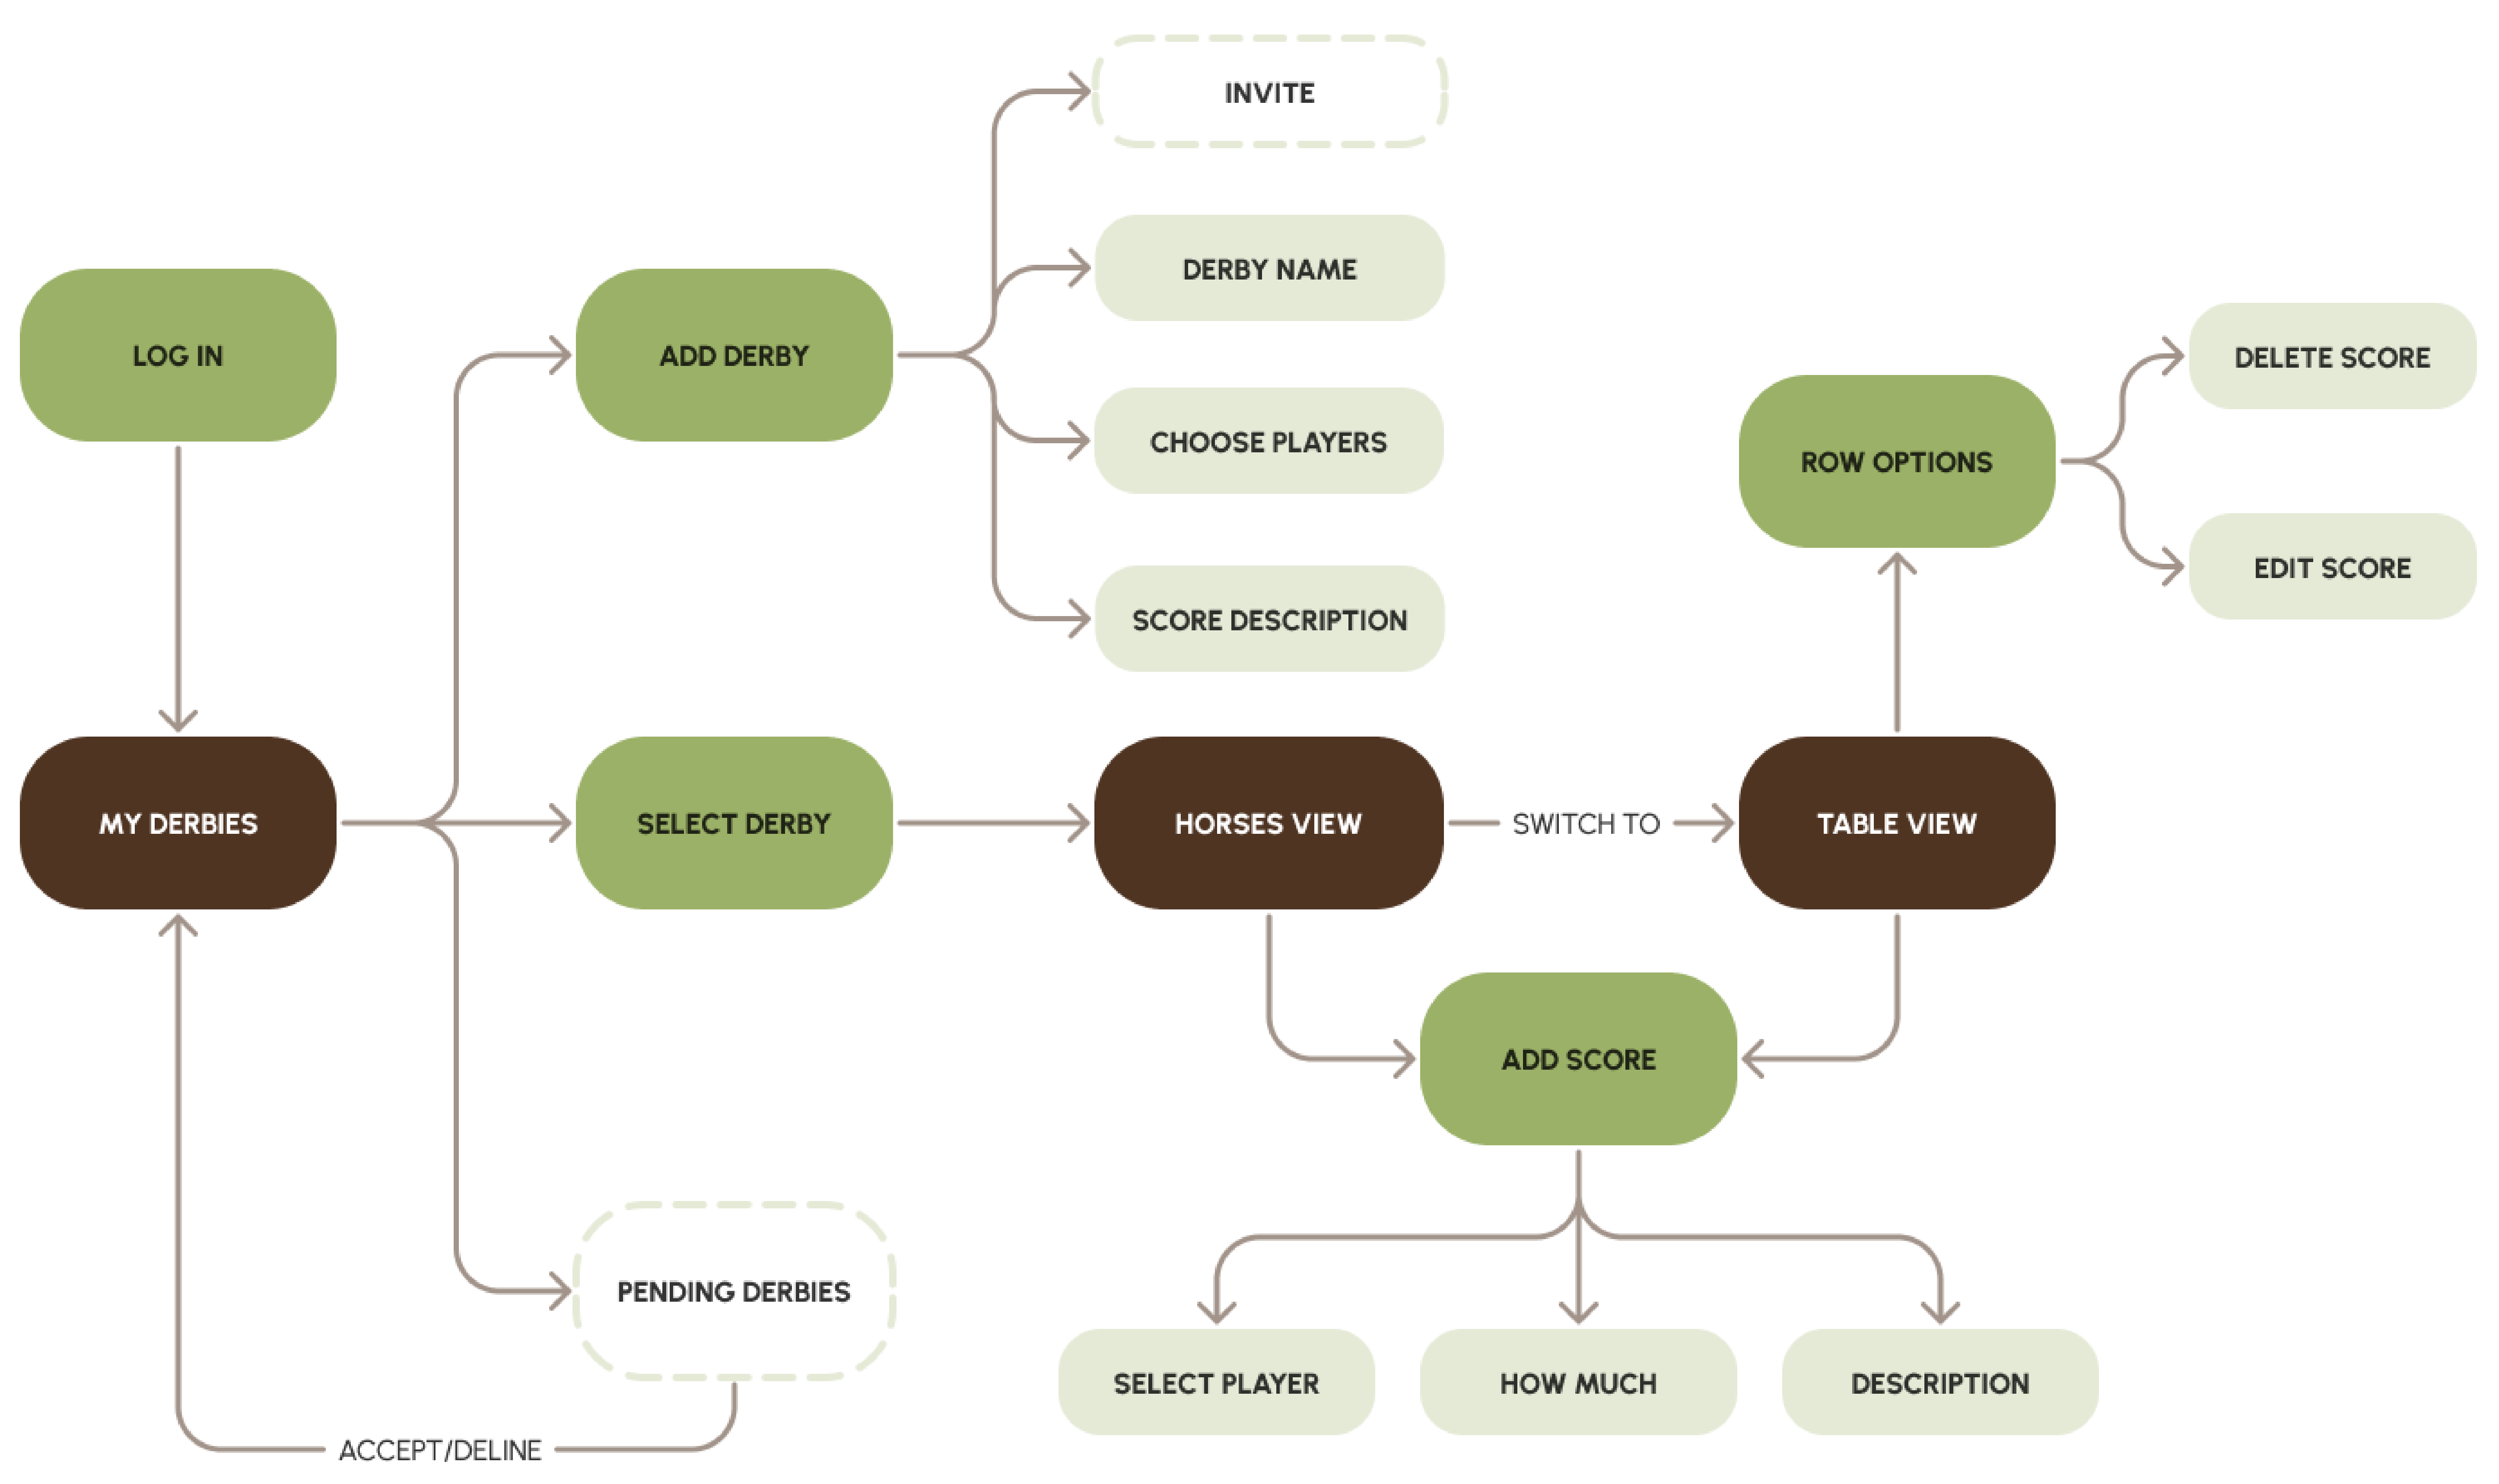 INVITE
DERBY NAME
LOG IN
ADD DERBY
DELETE SCORE
CHOOSE PLAYERS
ROW OPTIONS
EDIT SCORE
SCORE DESCRIPTION
MY DERBIES
SELECT DERBY
HORSES VIEW
SWITCH TO
TABLE VIEW
ADD SCORE
PENDING DERBIES
SELECT PLAYER
HOW MUCH
DESCRIPTION
ACCEPT/DELINE